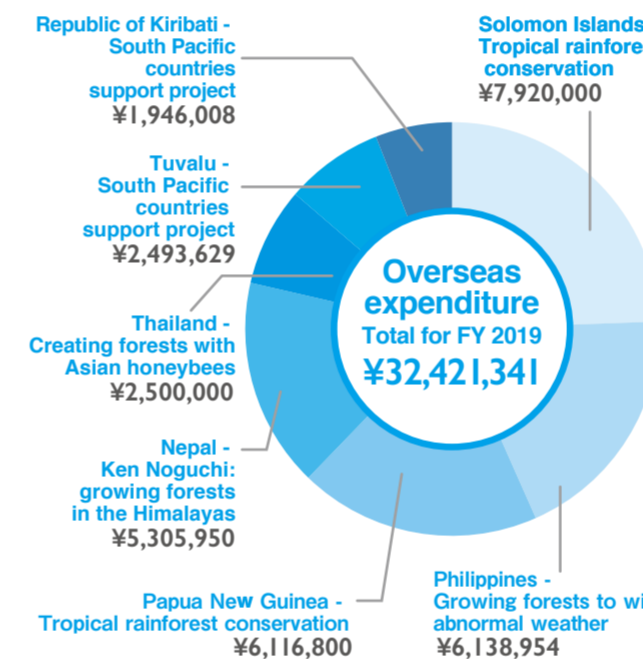 Republic of Kiribati -
South Pacific
countries
support project
¥1,946,008
Solomon Islands
Tropical rainfore
conservation
¥7,920,000
Tuvalu -
South Pacific
countries
support project
¥2,493,629
Thailand -
Creating forests with
Asian honeybees
¥2,500,000
Nepal -
Ken Noguchi:
growing forests
in the Himalayas
¥5,305,950
Papua New Guinea -
Tropical rainforest conservation
¥6,116,800
Philippines -
Growing forests to wi
abnormal weather
¥6,138,954
Overseas
expenditure
Total for FY 2019
¥32,421,341